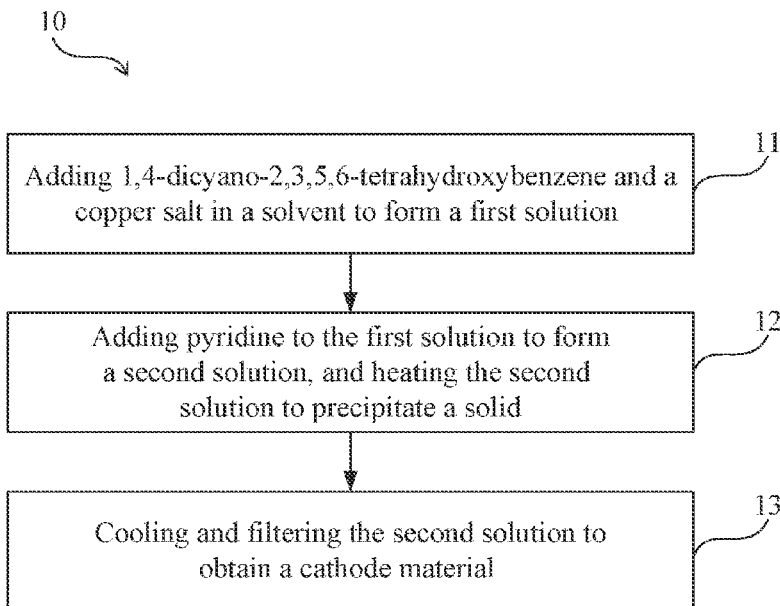 10
11
Adding 1,4-dicyano-2,3,5,6-tetrahydroxybenzene and a
copper salt in a solvent to form a first solution
12
Adding pyridine to the first solution to form
a second solution, and heating the second
solution to precipitate a solid
13
Cooling and filtering the second solution to
obtain a cathode material